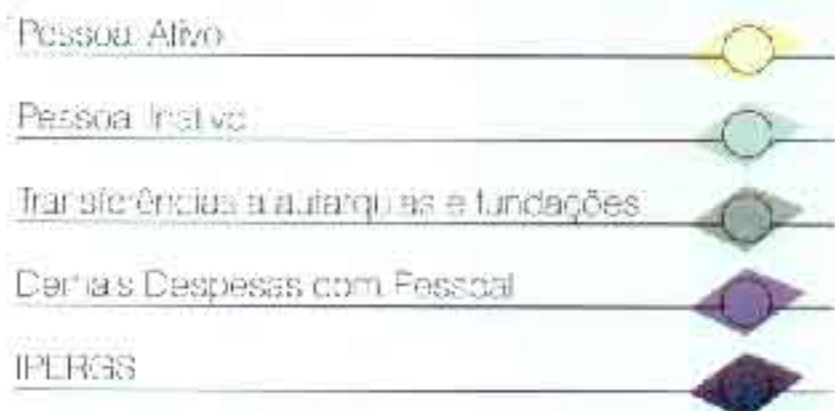 Pessoal Ativo
Pessoal Inativo
Transferências a autarquias e fundações
Demais Despesas com Pessoal
IPERGS